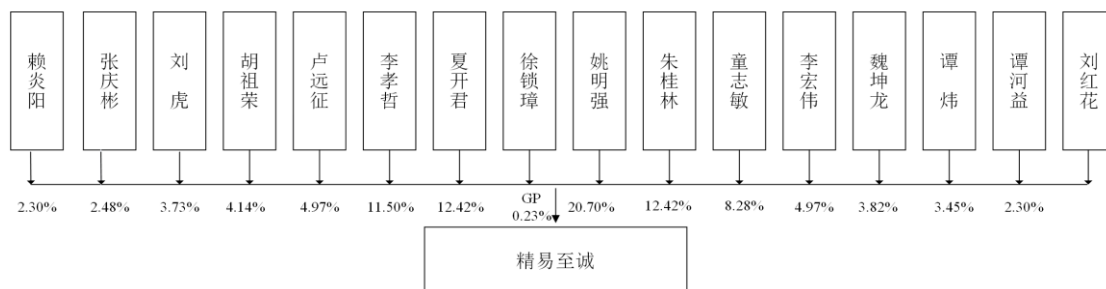 赖炎阳
张庆彬
刘虎
胡祖荣
卢远征
李孝哲
夏开君
徐锁璋
姚明强
朱桂林
童志敏
李宏伟
魏坤龙
谭炜
谭河益
刘红花
2.30%
2.48%
3.73%
4.14%
4.97%
11.50%
12.42%
GP
0.23%
20.70%
12.42%
8.28%
4.97%
3.82%
3.45%
2.30%
精易至诚